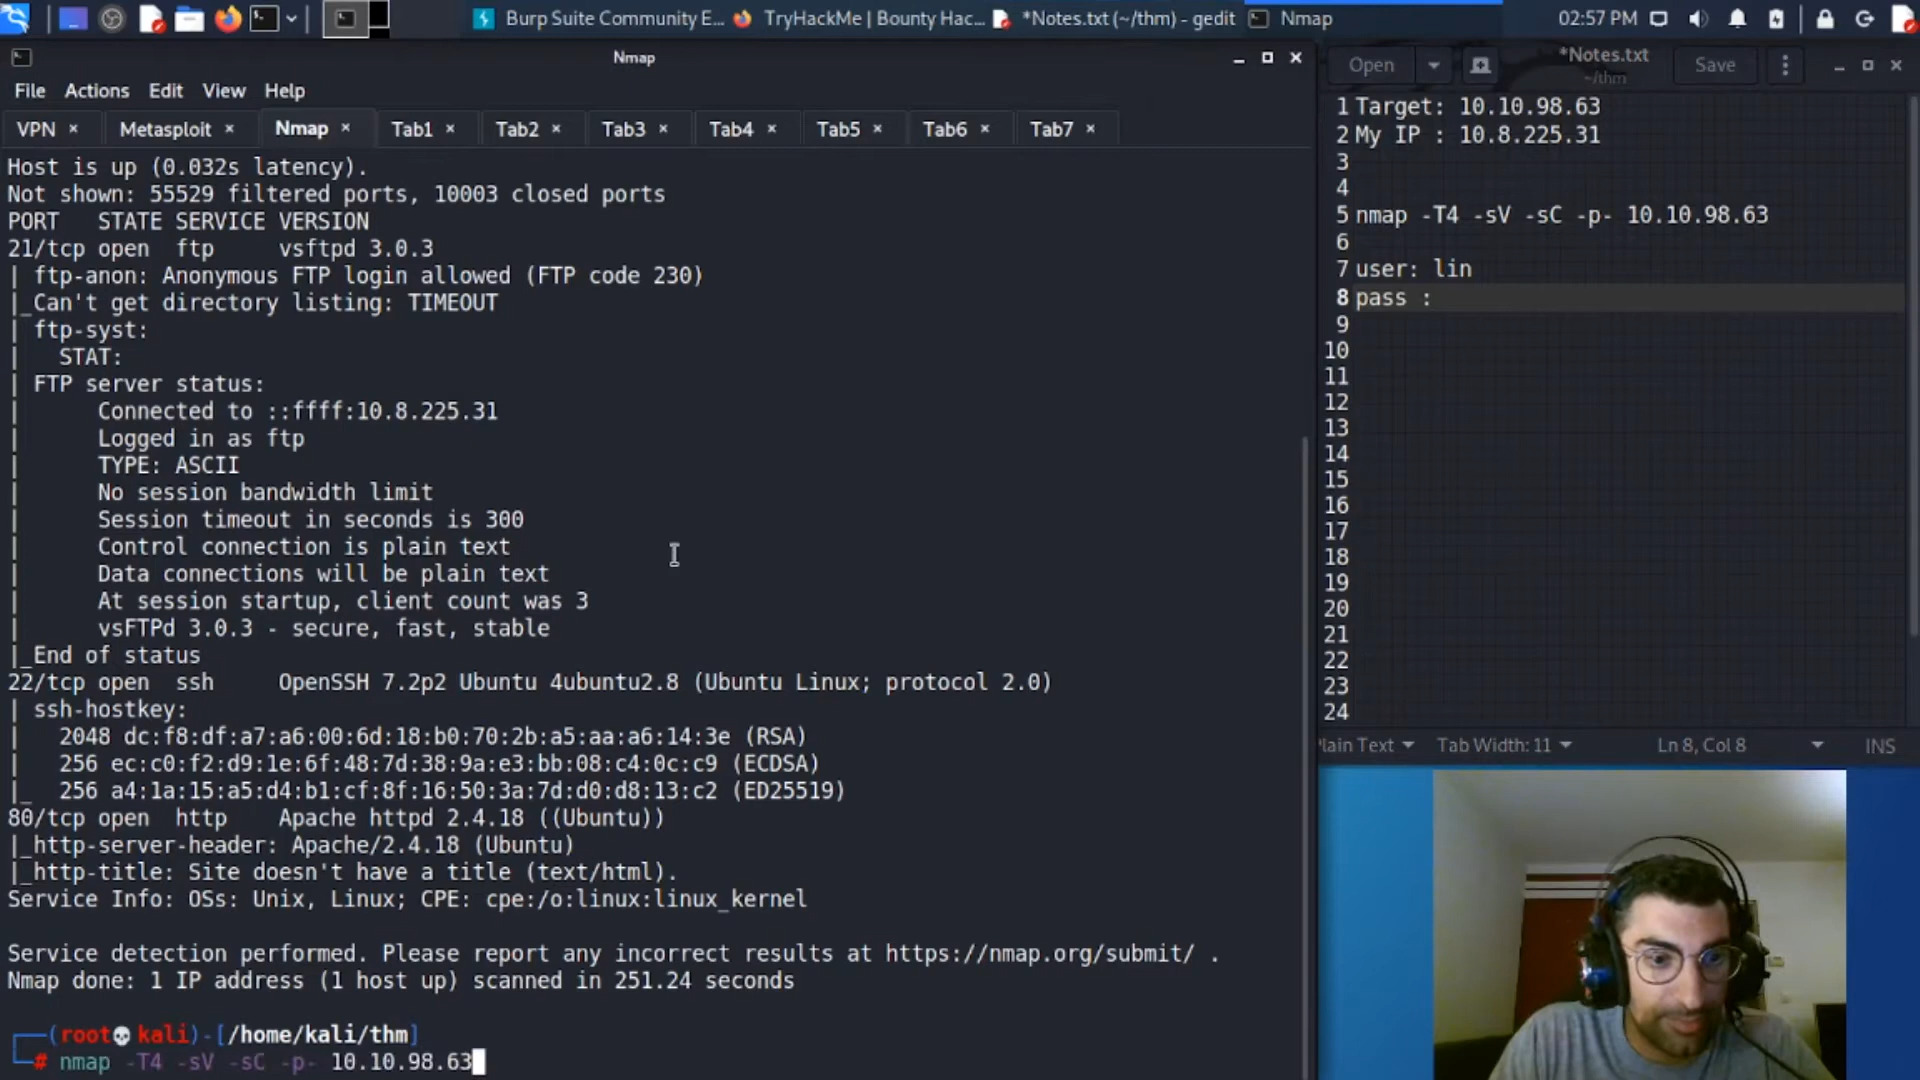 Burp Suite Community E...
TryHackMe | Bounty Hac...
*Notes.txt (~/thm) - gedit
Nmap
02:57 PM
Nmap
File Actions Edit View Help
VPN × Metasploit × Nmap × Tab1 × Tab2 × Tab3 × Tab4 × Tab5 × Tab6 × Tab7 ×
Host is up (0.032s latency).
Not shown: 55529 filtered ports, 10003 closed ports
PORT   STATE SERVICE VERSION
21/tcp open  ftp     vsftpd 3.0.3
| ftp-anon: Anonymous FTP login allowed (FTP code 230)
|_Can't get directory listing: TIMEOUT
| ftp-syst:
|   STAT:
| FTP server status:
|      Connected to ::ffff:10.8.225.31
|      Logged in as ftp
|      TYPE: ASCII
|      No session bandwidth limit
|      Session timeout in seconds is 300
|      Control connection is plain text
|      Data connections will be plain text
|      At session startup, client count was 3
|      vsFTPd 3.0.3 - secure, fast, stable
|_End of status
22/tcp open  ssh     OpenSSH 7.2p2 Ubuntu 4ubuntu2.8 (Ubuntu Linux; protocol 2.0)
| ssh-hostkey:
|   2048 dc:f8:df:a7:a6:00:6d:18:b0:70:2b:a5:aa:a6:14:3e (RSA)
|   256 ec:c0:f2:d9:1e:6f:48:7d:38:9a:e3:bb:08:c4:0c:c9 (ECDSA)
|_  256 a4:1a:15:a5:d4:b1:cf:8f:16:50:3a:7d:d0:d8:13:c2 (ED25519)
80/tcp open  http    Apache httpd 2.4.18 ((Ubuntu))
|_http-server-header: Apache/2.4.18 (Ubuntu)
|_http-title: Site doesn't have a title (text/html).
Service Info: OSs: Unix, Linux; CPE: cpe:/o:linux:linux_kernel
Service detection performed. Please report any incorrect results at https://nmap.org/submit/ .
Nmap done: 1 IP address (1 host up) scanned in 251.24 seconds
(root💀kali)-[/home/kali/thm]
# nmap -T4 -sV -sC -p- 10.10.98.63
Open
*Notes.txt
~/thm
Save
1 Target: 10.10.98.63
2 My IP : 10.8.225.31
3
4
5 nmap -T4 -sV -sC -p- 10.10.98.63
6
7 user: lin
8 pass :
9
10
11
12
13
14
15
16
17
18
19
20
21
22
23
24
lain Text
Tab Width: 11
Ln 8, Col 8
INS